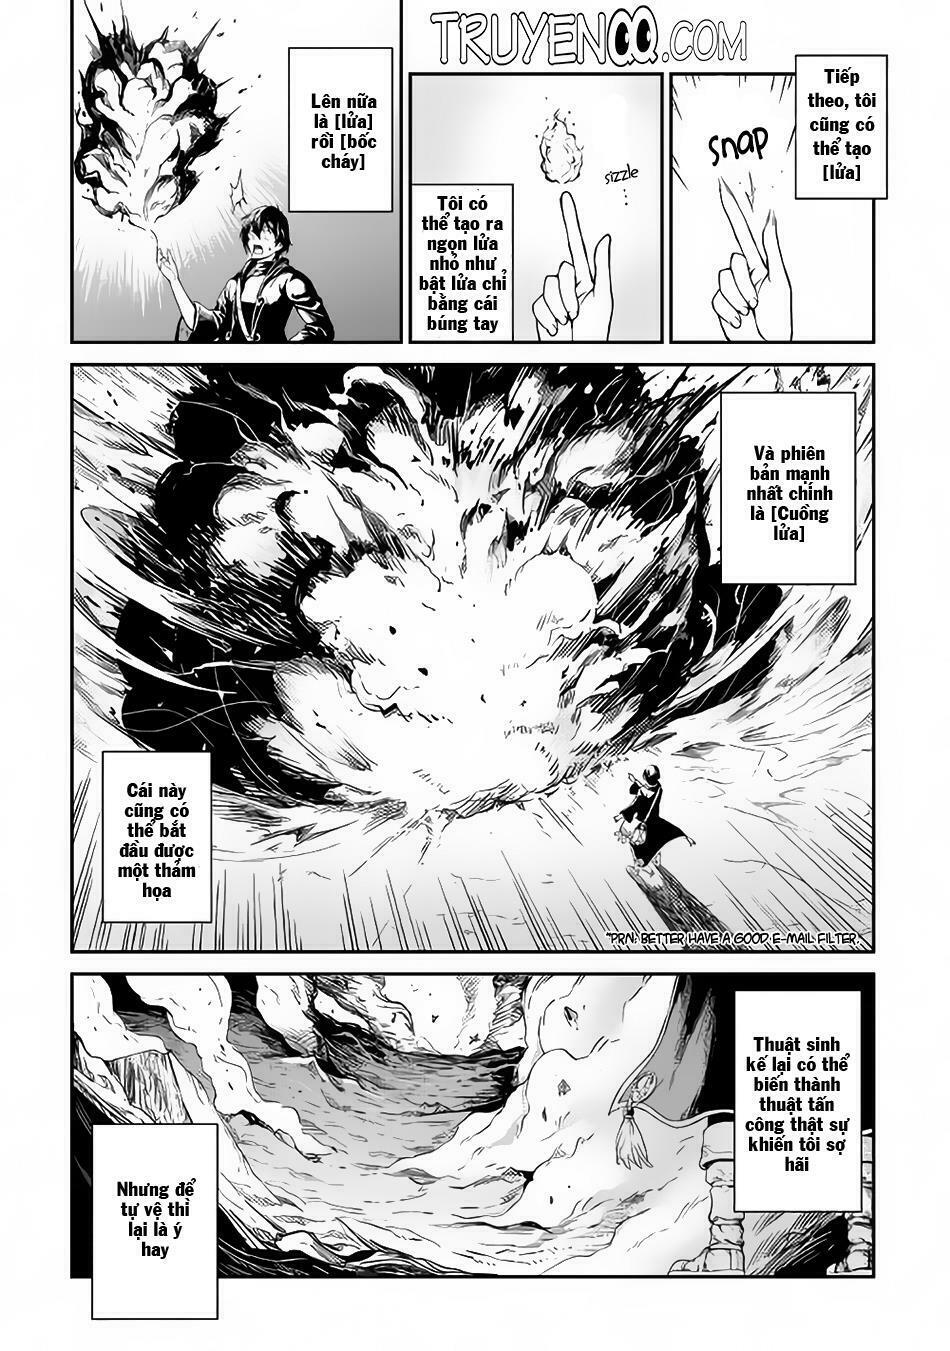 TRUYENQQ.COM
Tiếp
theo, tôi
cũng có
thể tạo
[lửa]
SNAP
sizzle
Tôi có
thể tạo ra
ngọn lửa
nhỏ như
bật lửa chỉ
bằng cái
búng tay
Lên nữa
là [lửa]
rồi [bốc
cháy]
Và phiên
bản mạnh
nhất chính
là [Cuồng
lửa]
Cái này
cũng có
thể bắt
đầu được
một thảm
họa
*PRN: BETTER HAVE A GOOD E-MAIL FILTER.
Thuật sinh
kế lại có thể
biến thành
thuật tấn
công thật sự
khiến tôi sợ
hãi
Nhưng để
tự vệ thì
lại là ý
hay